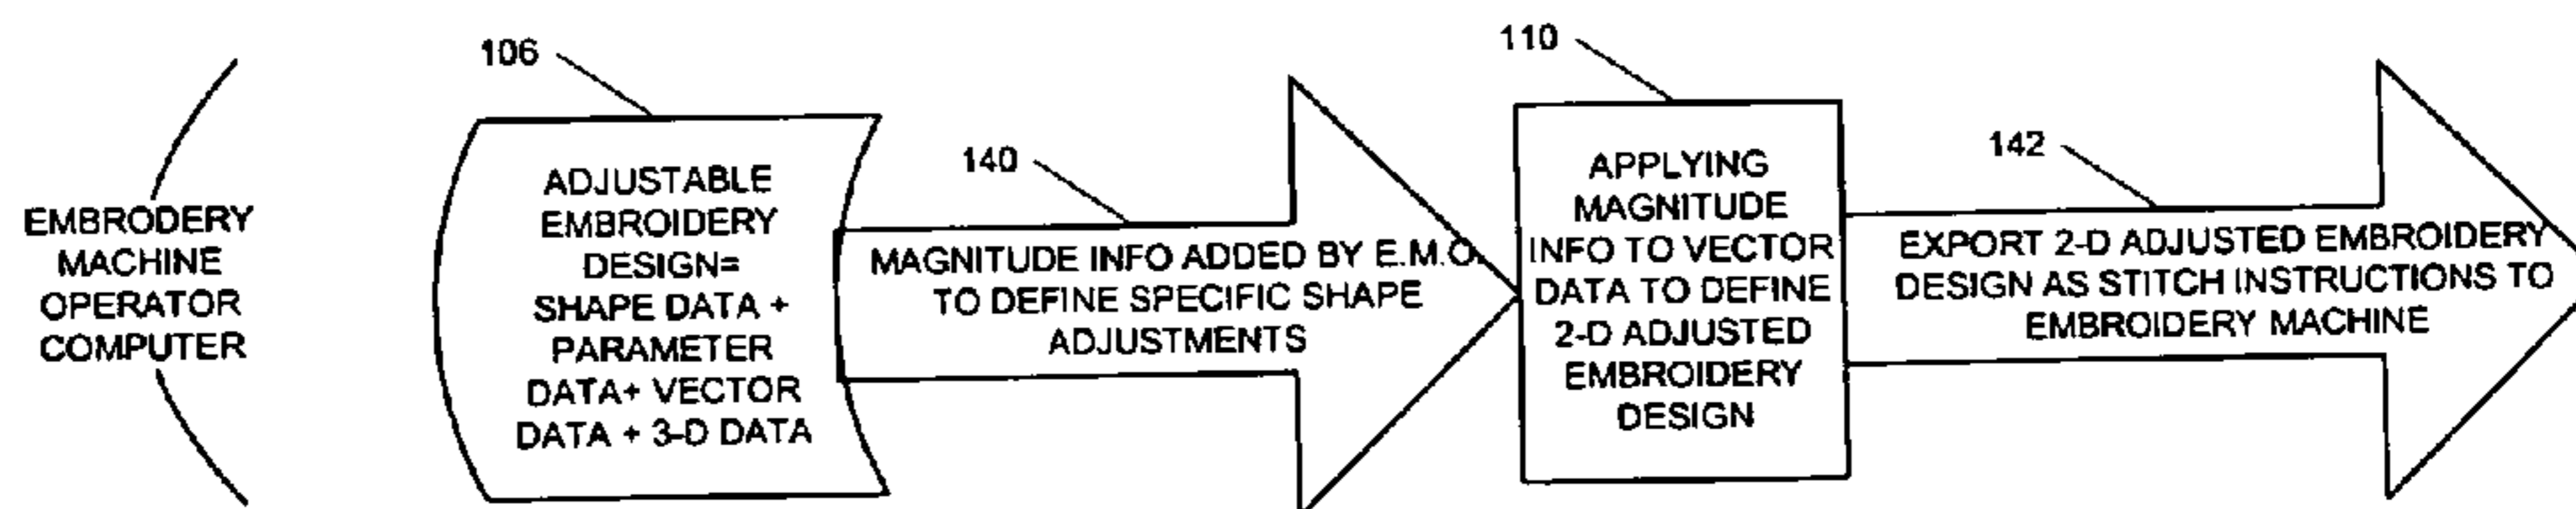 EMBRODERY
MACHINE
OPERATOR
COMPUTER
106
ADJUSTABLE
EMBROIDERY
DESIGN=
SHAPE DATA +
PARAMETER
DATA+ VECTOR
DATA + 3-D DATA
140
MAGNITUDE INFO ADDED BY E.M.O.
TO DEFINE SPECIFIC SHAPE
ADJUSTMENTS
110
APPLYING
MAGNITUDE
INFO TO VECTOR
DATA TO DEFINE
2-D ADJUSTED
EMBROIDERY
DESIGN
142
EXPORT 2-D ADJUSTED EMBROIDERY
DESIGN AS STITCH INSTRUCTIONS TO
EMBROIDERY MACHINE